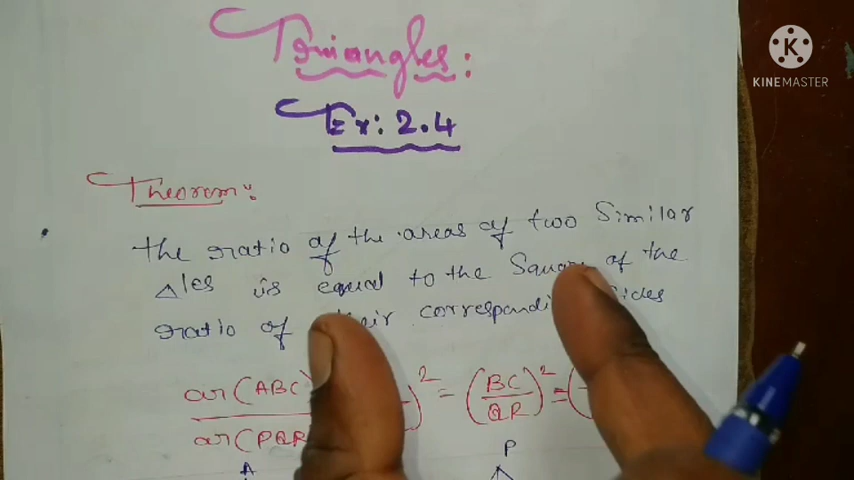 Triangles:
Ex: 2.4
Theorem:
the ratio of the areas of two Similar
△les is equal to the Square of the
ratio of their corresponding Sides
ar(ABC) )² = (BC/QR)² = (
ar(PQR
A P
K
KINEMASTER